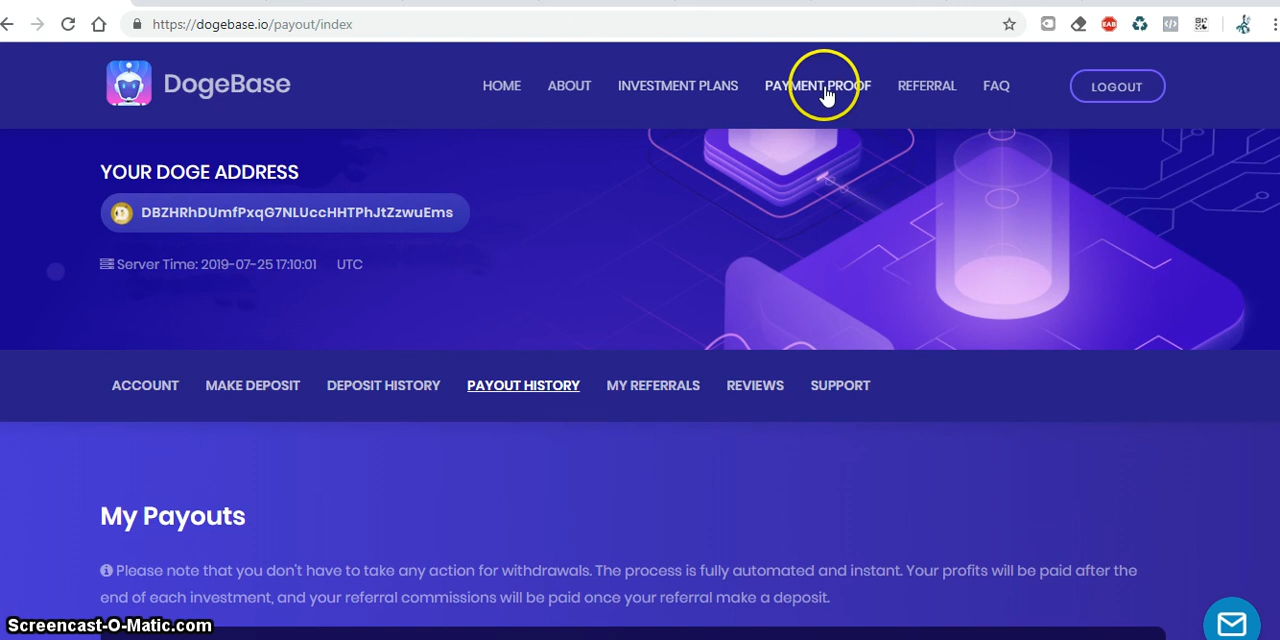 https://dogebase.io/payout/index
EAB
DogeBase
HOME ABOUT INVESTMENT PLANS PAYMENT PROOF REFERRAL FAQ LOGOUT
YOUR DOGE ADDRESS
DBZHRhDUmfPxqG7NLUccHHTPhJtZzwuEms
Server Time: 2019-07-25 17:10:01 UTC
ACCOUNT MAKE DEPOSIT DEPOSIT HISTORY PAYOUT HISTORY MY REFERRALS REVIEWS SUPPORT
My Payouts
Please note that you don't have to take any action for withdrawals. The process is fully automated and instant. Your profits will be paid after the
end of each investment, and your referral commissions will be paid once your referral make a deposit.
Screencast-O-Matic.com